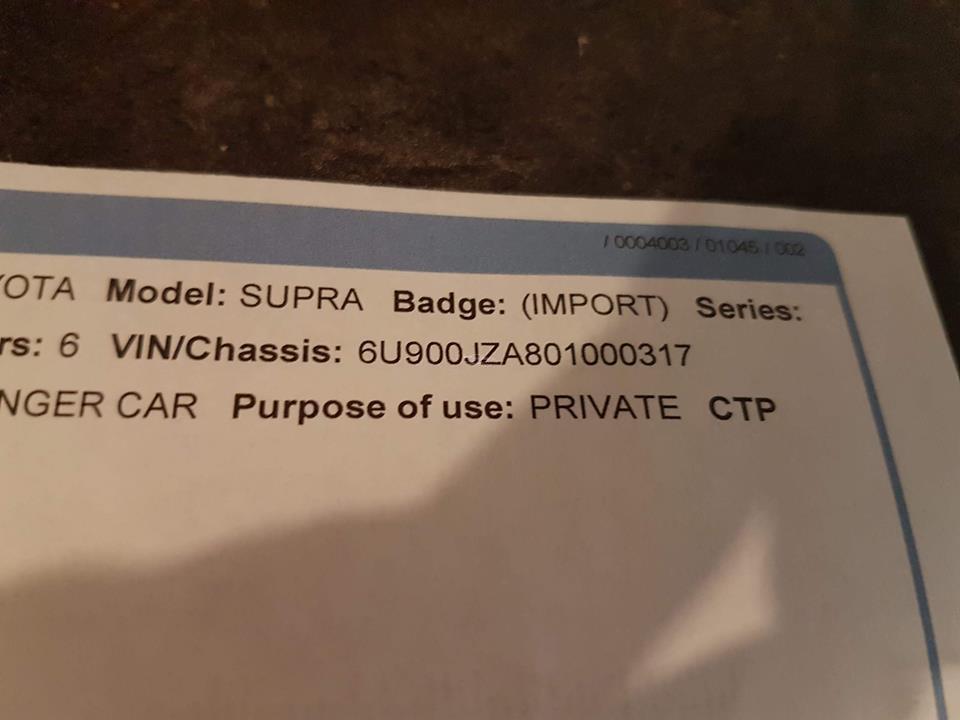 / 0004003 / 01045 / 002
YOTA Model: SUPRA Badge: (IMPORT) Series:
rs: 6 VIN/Chassis: 6U900JZA801000317
NGER CAR Purpose of use: PRIVATE CTP